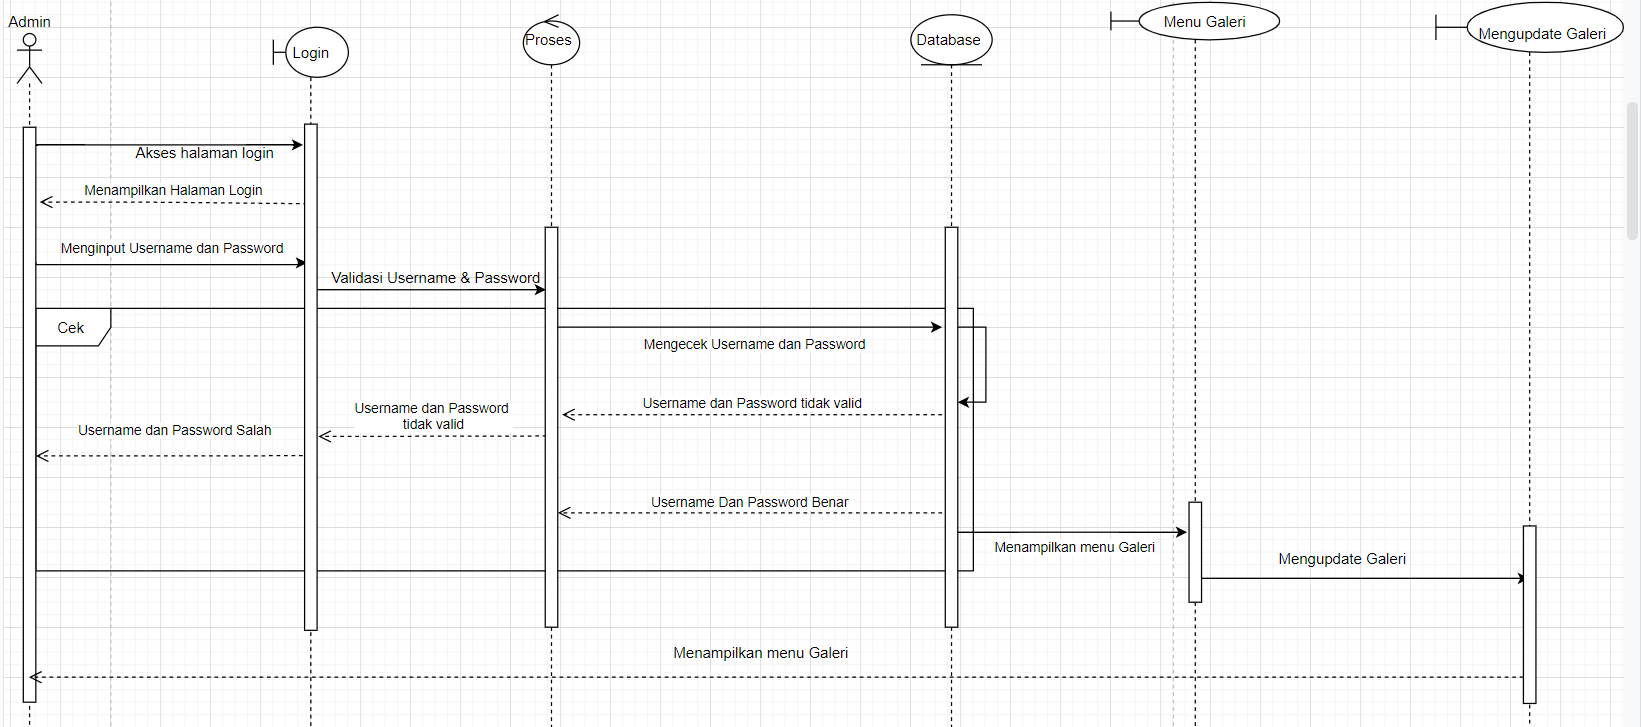 Admin
Login
Proses
Database
Menu Galeri
Mengupdate Galeri
Akses halaman login
Menampilkan Halaman Login
Menginput Username dan Password
Validasi Username & Password
Cek
Mengecek Username dan Password
Username dan Password tidak valid
Username dan Password
tidak valid
Username dan Password Salah
Username Dan Password Benar
Menampilkan menu Galeri
Mengupdate Galeri
Menampilkan menu Galeri